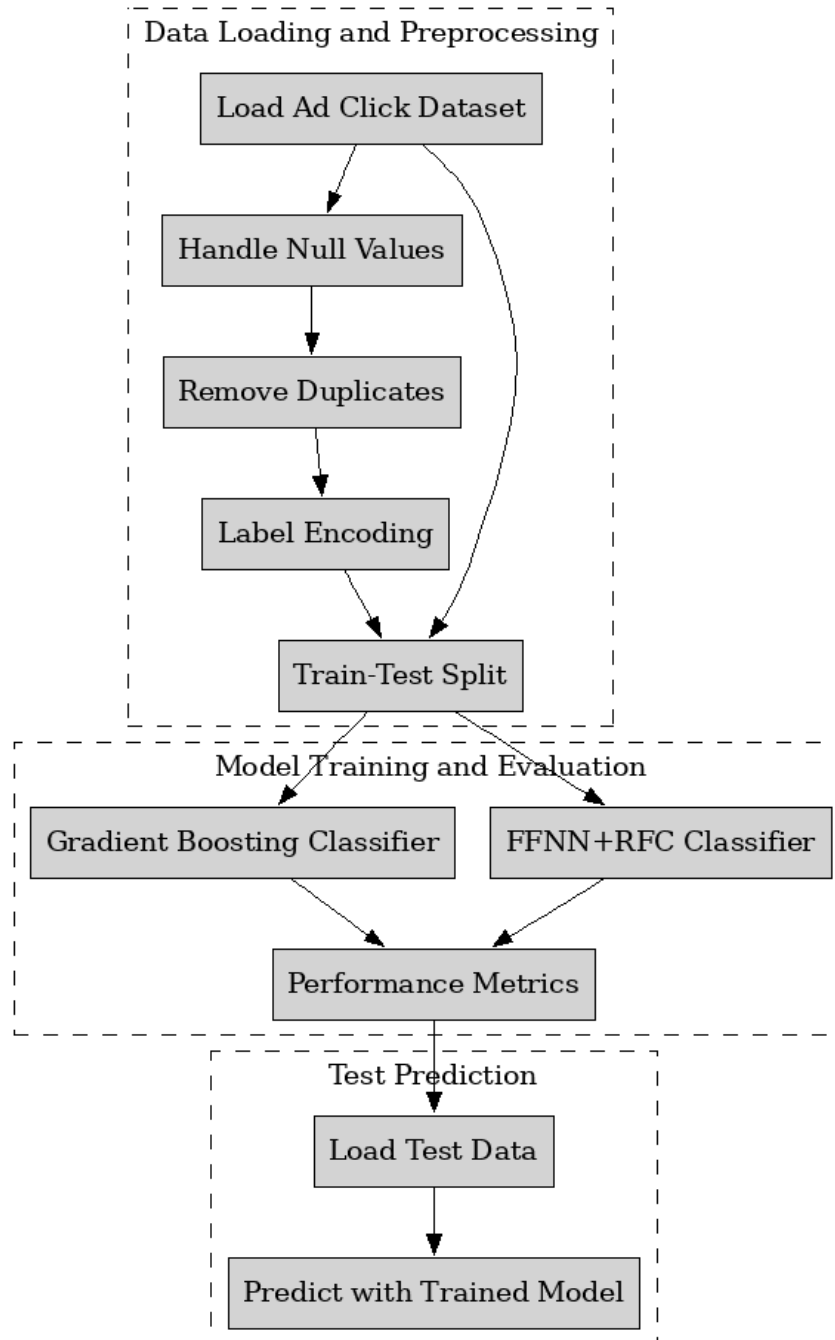 Data Loading and Preprocessing
Load Ad Click Dataset
Handle Null Values
Remove Duplicates
Label Encoding
Train-Test Split
Model Training and Evaluation
Gradient Boosting Classifier
FFNN+RFC Classifier
Performance Metrics
Test Prediction
Load Test Data
Predict with Trained Model